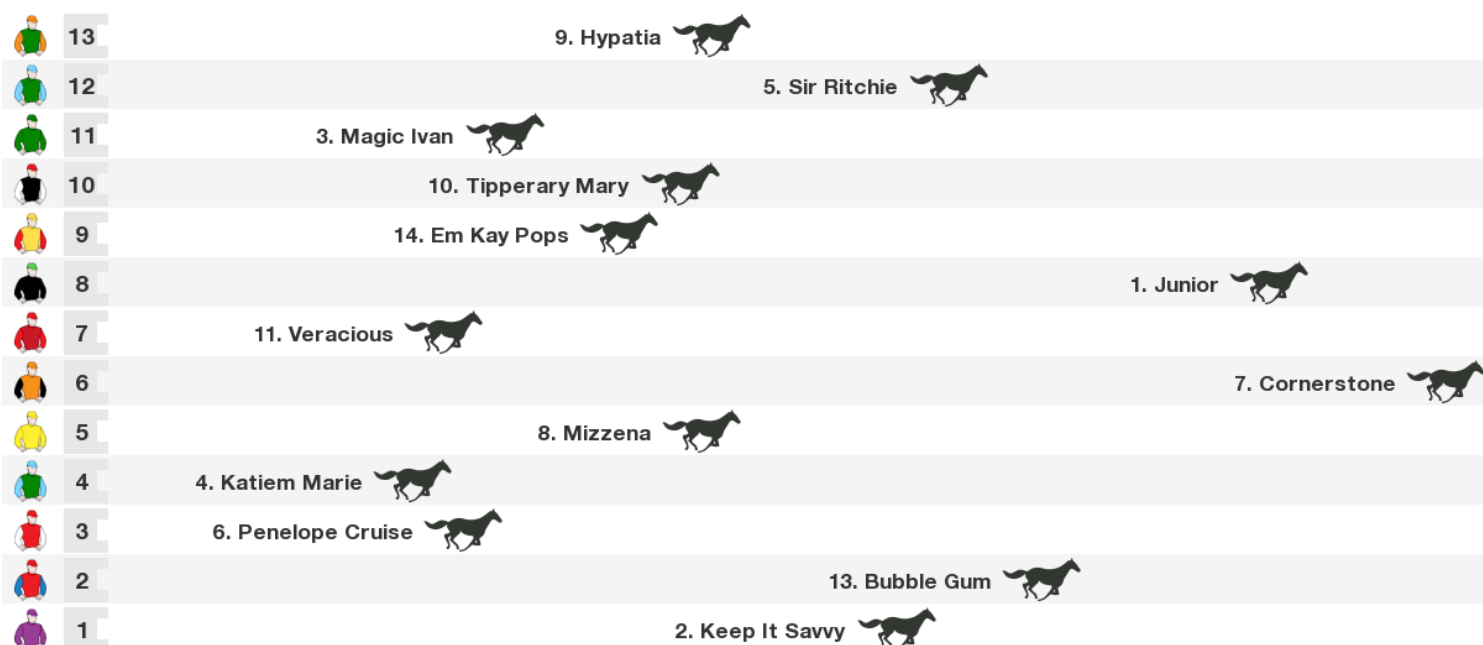 13 9. Hypatia
12 5. Sir Ritchie
11 3. Magic Ivan
10 10. Tipperary Mary
9 14. Em Kay Pops
8 1. Junior
7 11. Veracious
6 7. Cornerstone
5 8. Mizzena
4 4. Katiem Marie
3 6. Penelope Cruise
2 13. Bubble Gum
1 2. Keep It Savvy